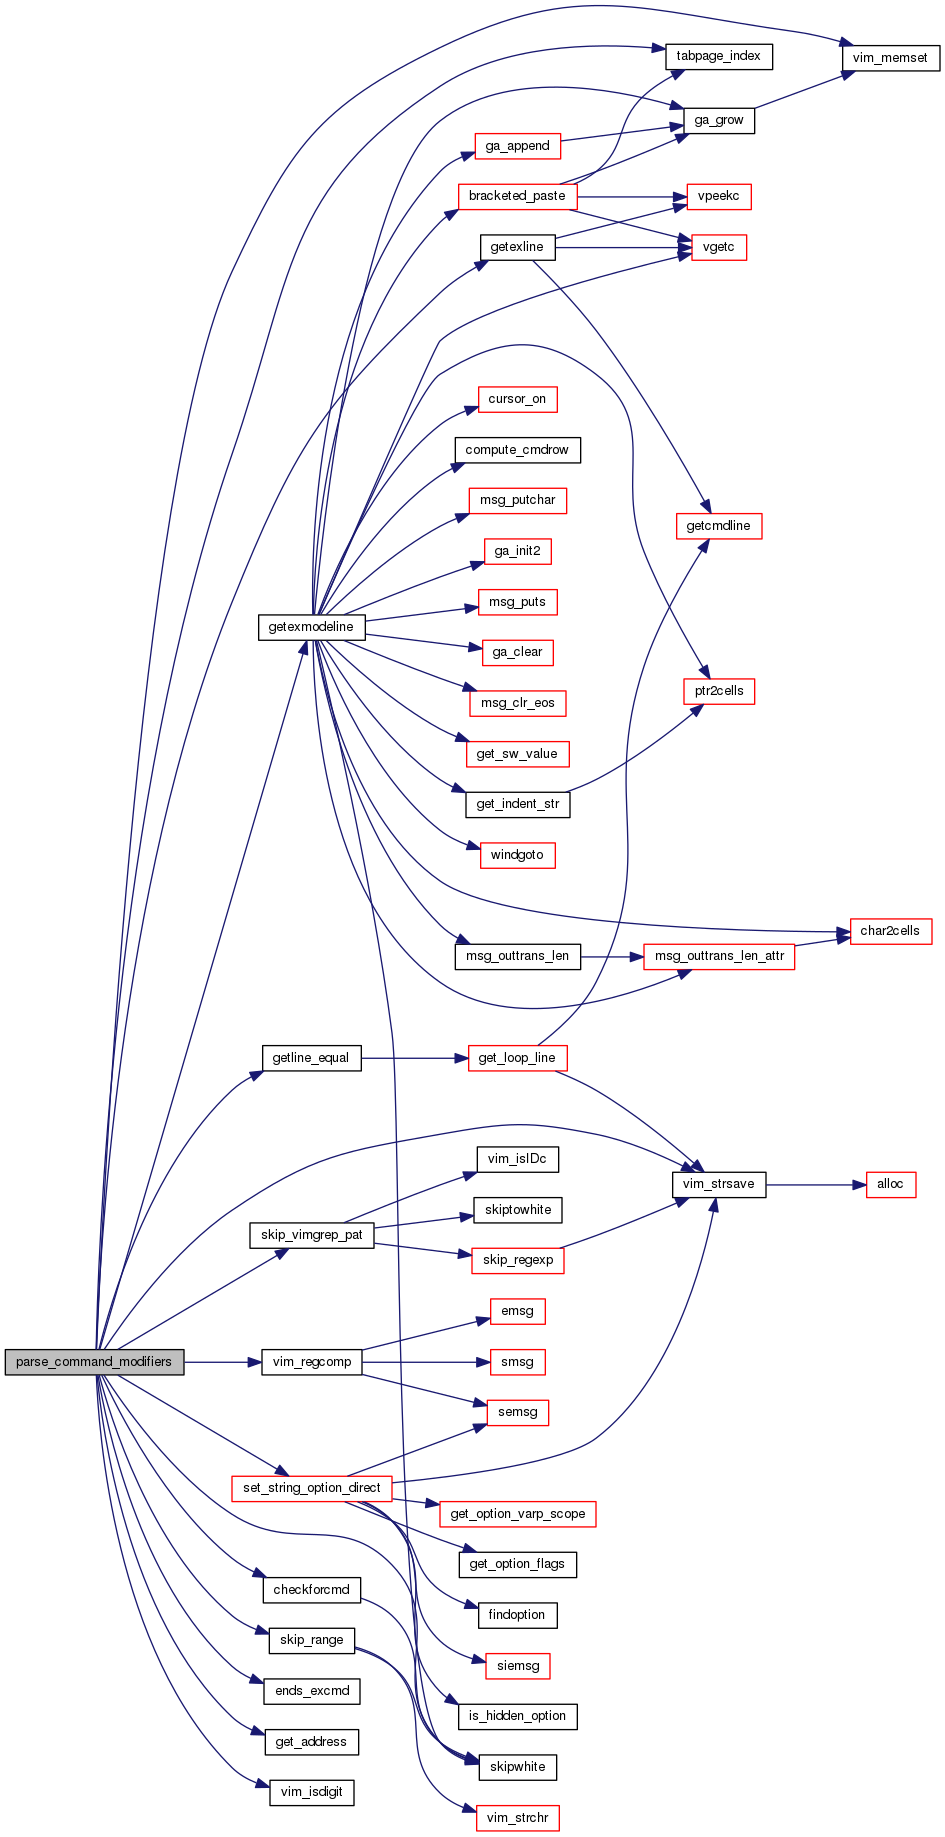 vim_memset
tabpage_index
ga_grow
ga_append
bracketed_paste
vpeekc
getexline
vgetc
cursor_on
compute_cmdrow
msg_putchar
getcmdline
ga_init2
msg_puts
getexmodeline
ga_clear
ptr2cells
msg_clr_eos
get_sw_value
get_indent_str
windgoto
char2cells
msg_outtrans_len
msg_outtrans_len_attr
getline_equal
get_loop_line
vim_isIDc
vim_strsave
alloc
skiptowhite
skip_vimgrep_pat
skip_regexp
emsg
parse_command_modifiers
vim_regcomp
smsg
semsg
set_string_option_direct
get_option_varp_scope
get_option_flags
checkforcmd
findoption
skip_range
siemsg
ends_excmd
is_hidden_option
get_address
skipwhite
vim_isdigit
vim_strchr